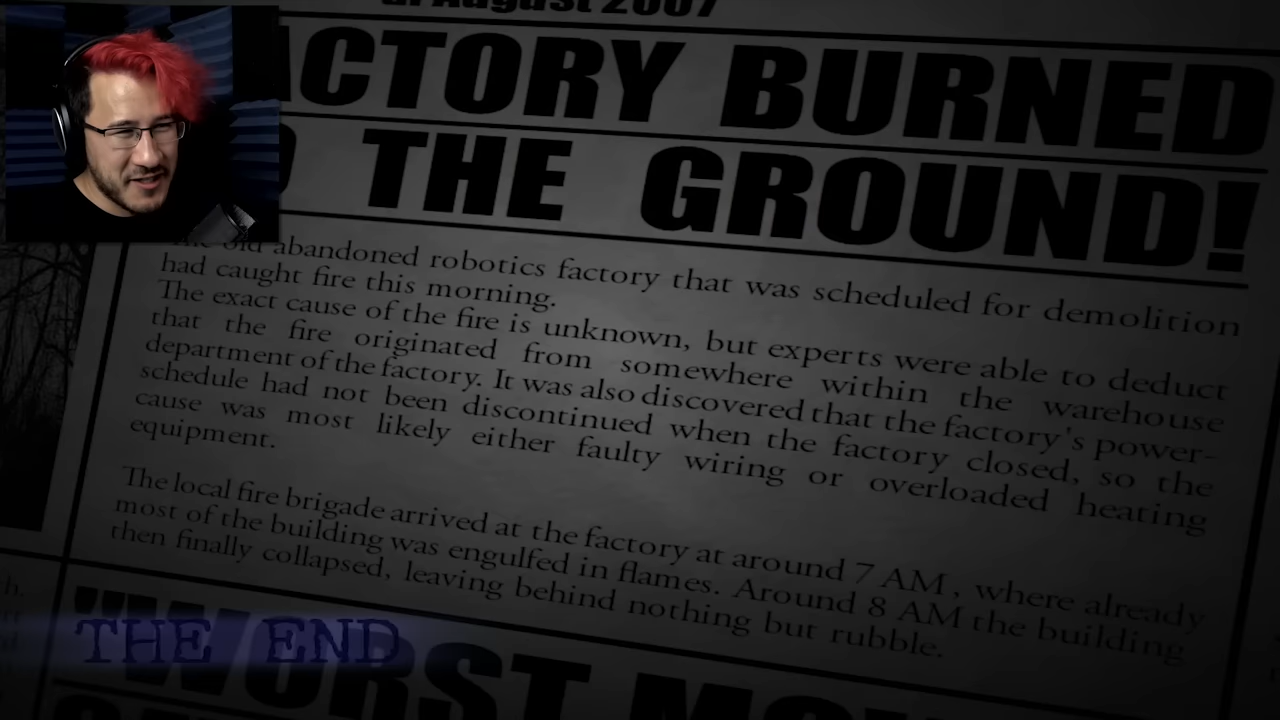 August 2007
ACTORY BURNED
THE GROUND!
old abandoned robotics factory that was scheduled for demolition
had caught fire this morning.
The exact cause of the fire is unknown, but experts were able to deduct
that the fire originated from somewhere within the warehouse
department of the factory. It was also discovered that the factory's power-
schedule had not been discontinued when the factory closed, so the
cause was most likely either faulty wiring or overloaded heating
equipment.
The local fire brigade arrived at the factory at around 7 AM, where already
most of the building was engulfed in flames. Around 8 AM the building
then finally collapsed, leaving behind nothing but rubble.
THE END
"WORST